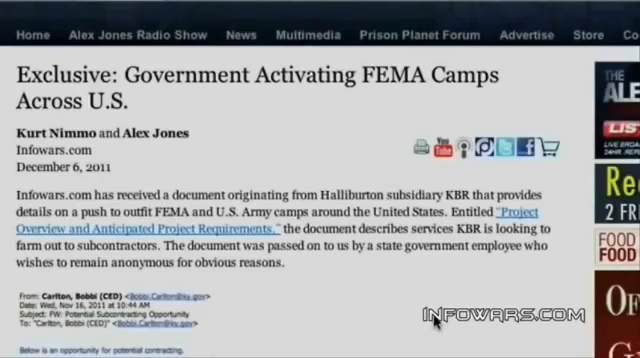 Home Alex Jones Radio Show News Multimedia Prison Planet Forum Advertise Store Co
Exclusive: Government Activating FEMA Camps
Across U.S.
Kurt Nimmo and Alex Jones
Infowars.com
December 6, 2011
You
Tube
THE
ALE
LIS
LIVE BROA
24HR. REP
Infowars.com has received a document originating from Halliburton subsidiary KBR that provides
details on a push to outfit FEMA and U.S. Army camps around the United States. Entitled "Project
Overview and Anticipated Project Requirements," the document describes services KBR is looking to
farm out to subcontractors. The document was passed on to us by a state government employee who
wishes to remain anonymous for obvious reasons.
Re
2 FRE
FOOD
FOOD
OF
From: Carlton, Bobbi (CED) <Bobbi.Carlton@ky.gov>
Date: Wed, Nov 16, 2011 at 10:44 AM
Subject: FW: Potential Subcontracting Opportunity
To: "Carlton, Bobbi (CED)" <Bobbi.Carlton@ky.gov>
Below is an opportunity for potential contracting.
INFOWARS.COM